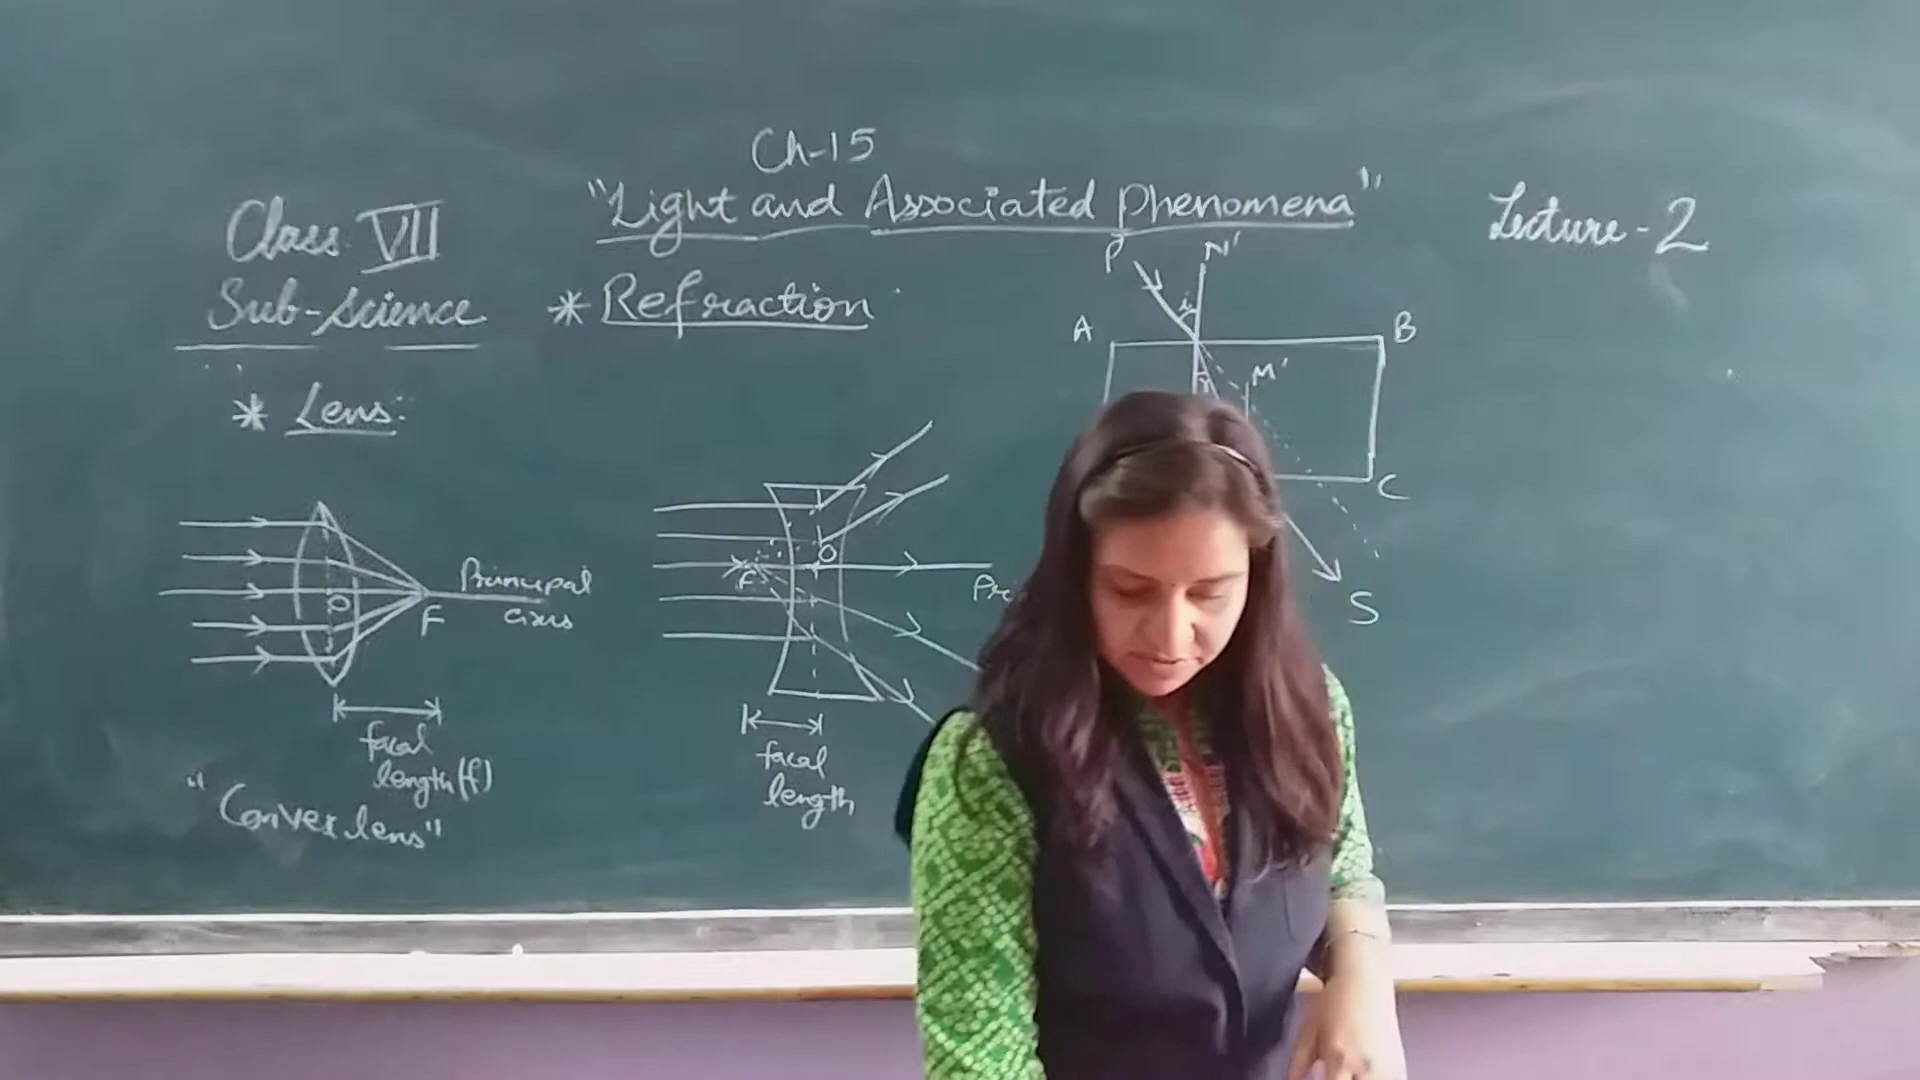 Ch-15
"Light and Associated Phenomena"
Class VII
Lecture-2
Sub-science
* Refraction
P
N'
i
A
B
r
M'
C
S
* Lens:
Principal
axis
O
F
focal
length (f)
"Convex lens"
O
F
focal
length